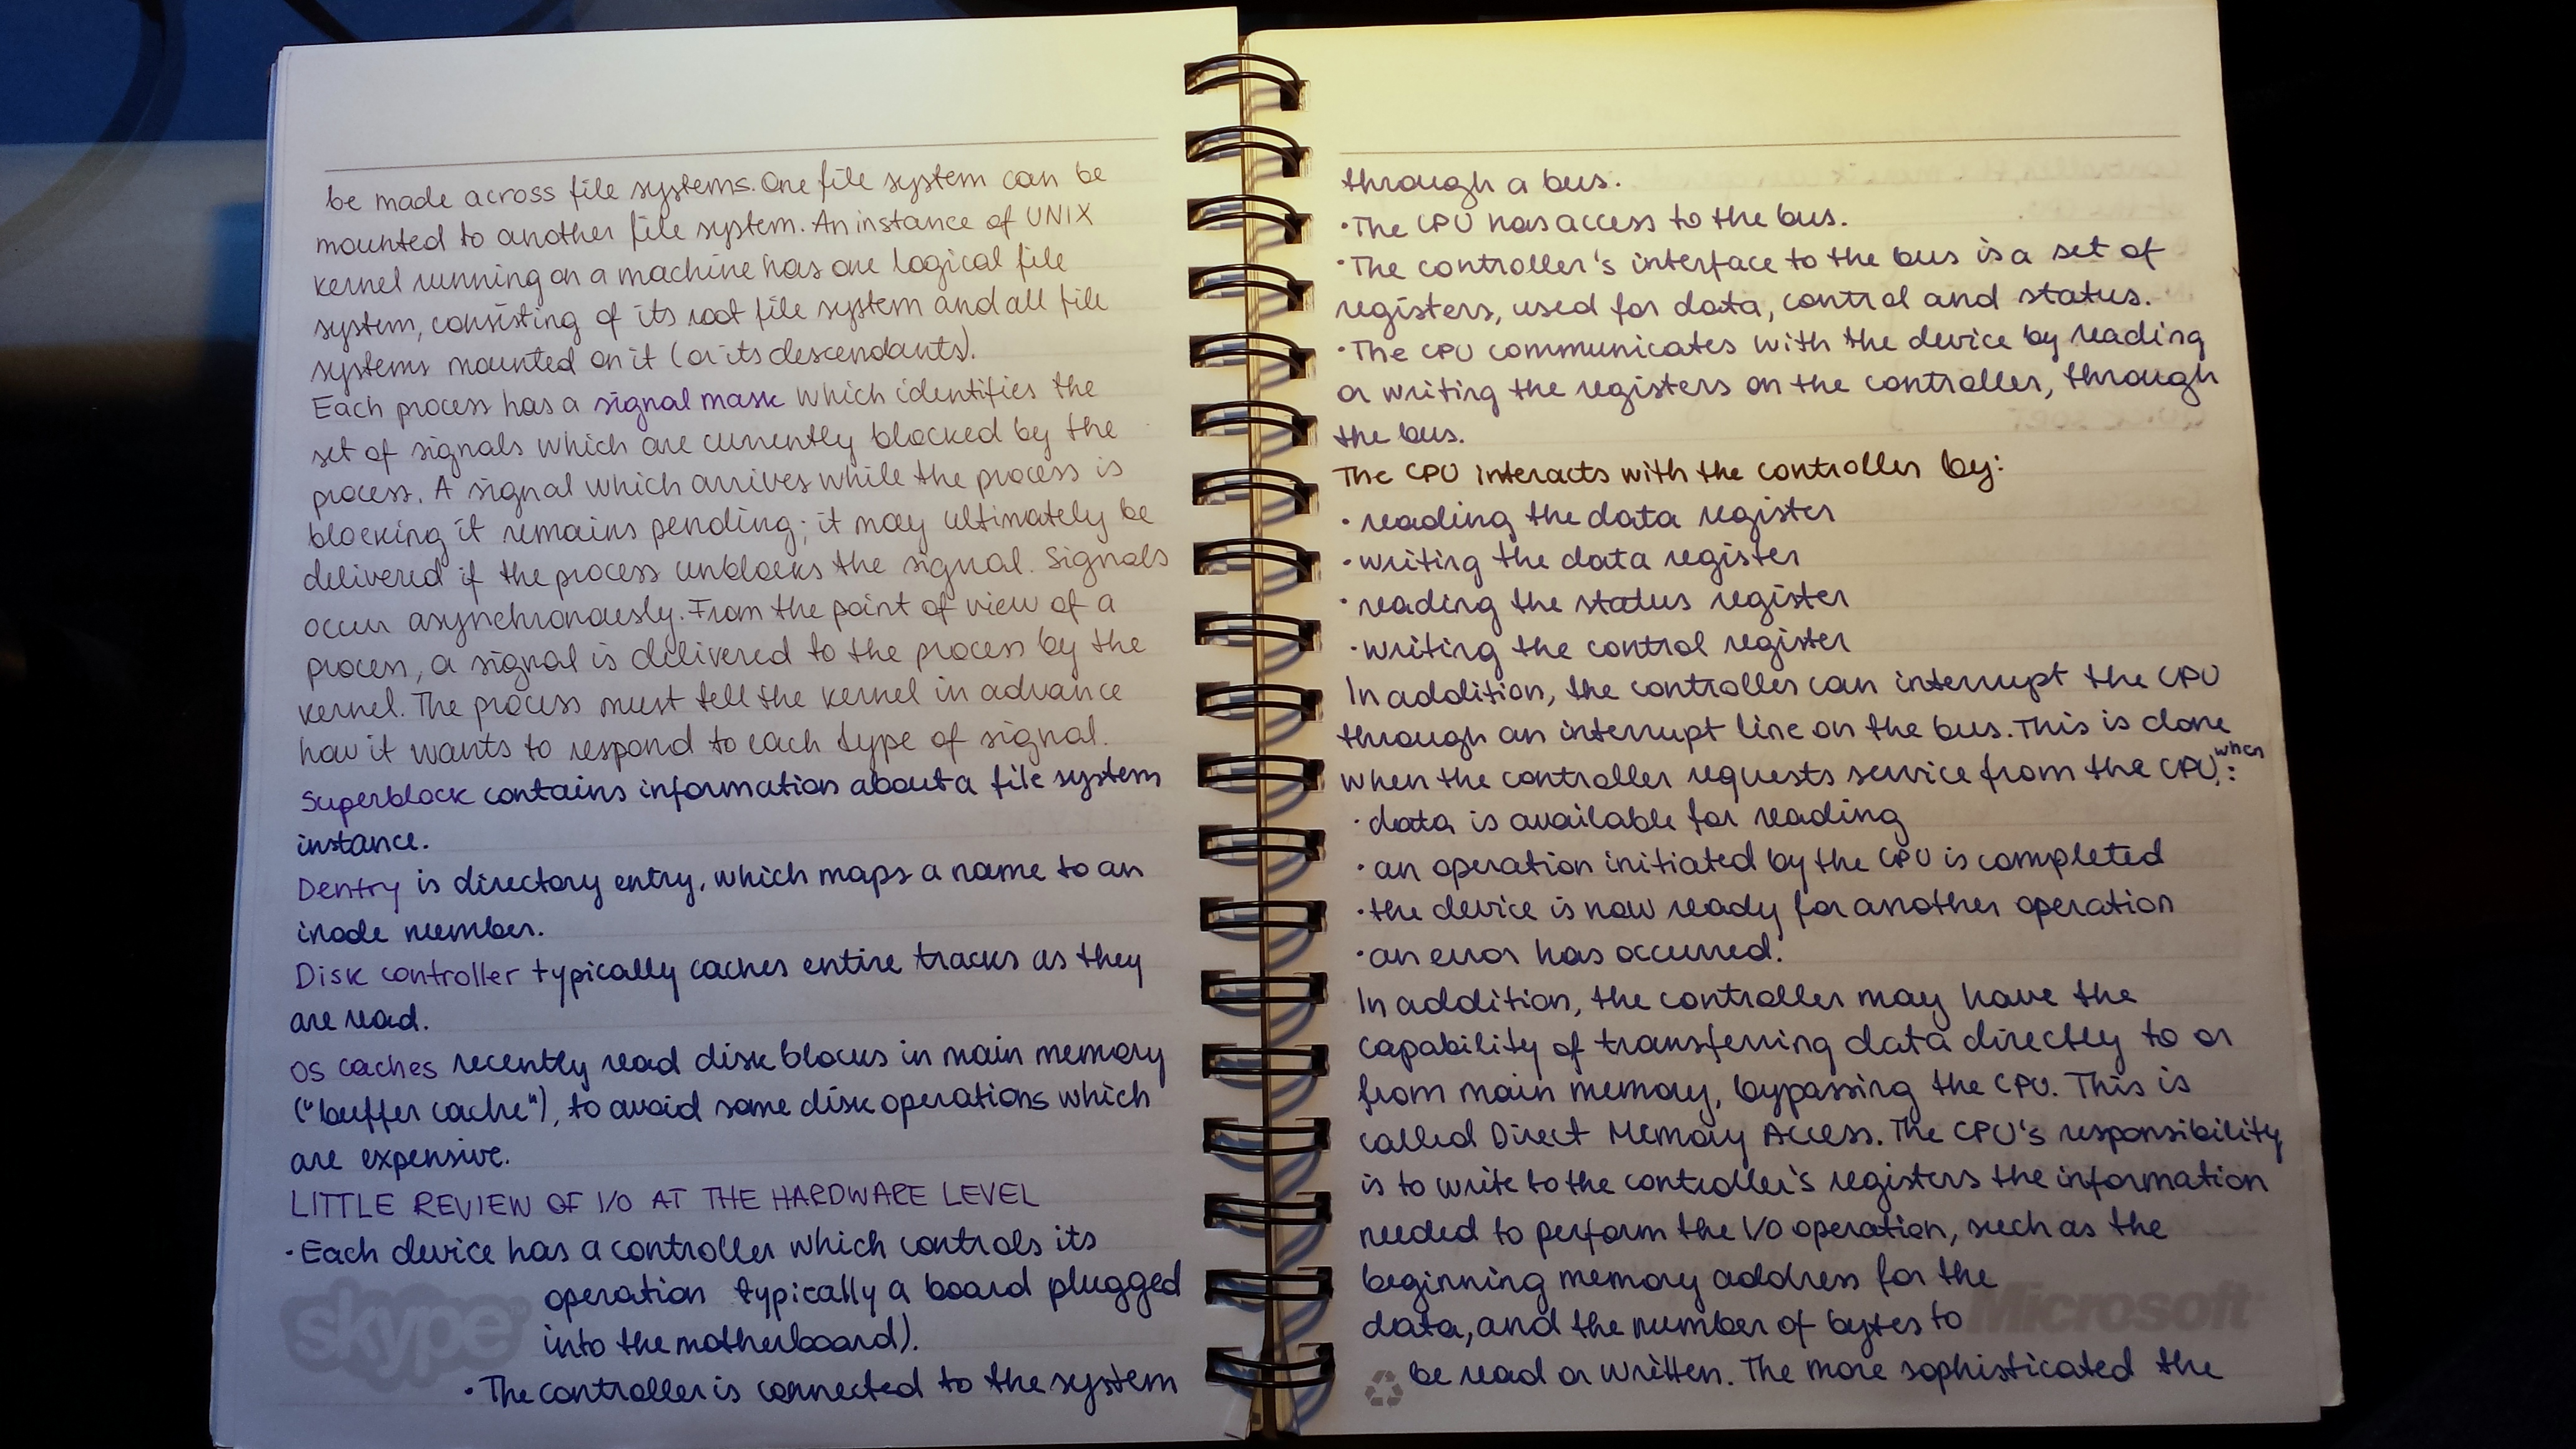 be made across file systems. One file system can be
mounted to another file system. An instance of UNIX
kernel running on a machine has one logical file
system, consisting of its root file system and all file
systems mounted on it (or its descendants).
Each process has a signal mask which identifies the
set of signals which are currently blocked by the
process. A signal which arrives while the process is
blocking it remains pending; it may ultimately be
delivered if the process unblocks the signal. Signals
occur asynchronously. From the point of view of a
process, a signal is delivered to the process by the
kernel. The process must tell the kernel in advance
how it wants to respond to each type of signal.
Superblock contains information about a file system
instance.
Dentry is directory entry, which maps a name to an
inode number.
Disk controller typically caches entire tracks as they
are read.
OS caches recently read disk blocks in main memory
("buffer cache"), to avoid some disk operations which
are expensive.
LITTLE REVIEW OF I/O AT THE HARDWARE LEVEL
• Each device has a controller which controls its
operation typically a board plugged
into the motherboard).
• The controller is connected to the system
skype
through a bus.
• The CPU has access to the bus.
• The controller's interface to the bus is a set of
registers, used for data, control and status.
• The CPU communicates with the device by reading
or writing the registers on the controller, through
the bus.
The CPU interacts with the controller by:
• reading the data register
• writing the data register
• reading the status register
• writing the control register
In addition, the controller can interrupt the CPU
through an interrupt line on the bus. This is done
when the controller requests service from the CPU, when:
• data is available for reading
• an operation initiated by the CPU is completed
• the device is now ready for another operation
• an error has occurred.
In addition, the controller may have the
capability of transferring data directly to or
from main memory, bypassing the CPU. This is
called Direct Memory Access. The CPU's responsibility
is to write to the controller's registers the information
needed to perform the I/O operation, such as the
beginning memory address for the
data, and the number of bytes to
be read or written. The more sophisticated the
Microsoft